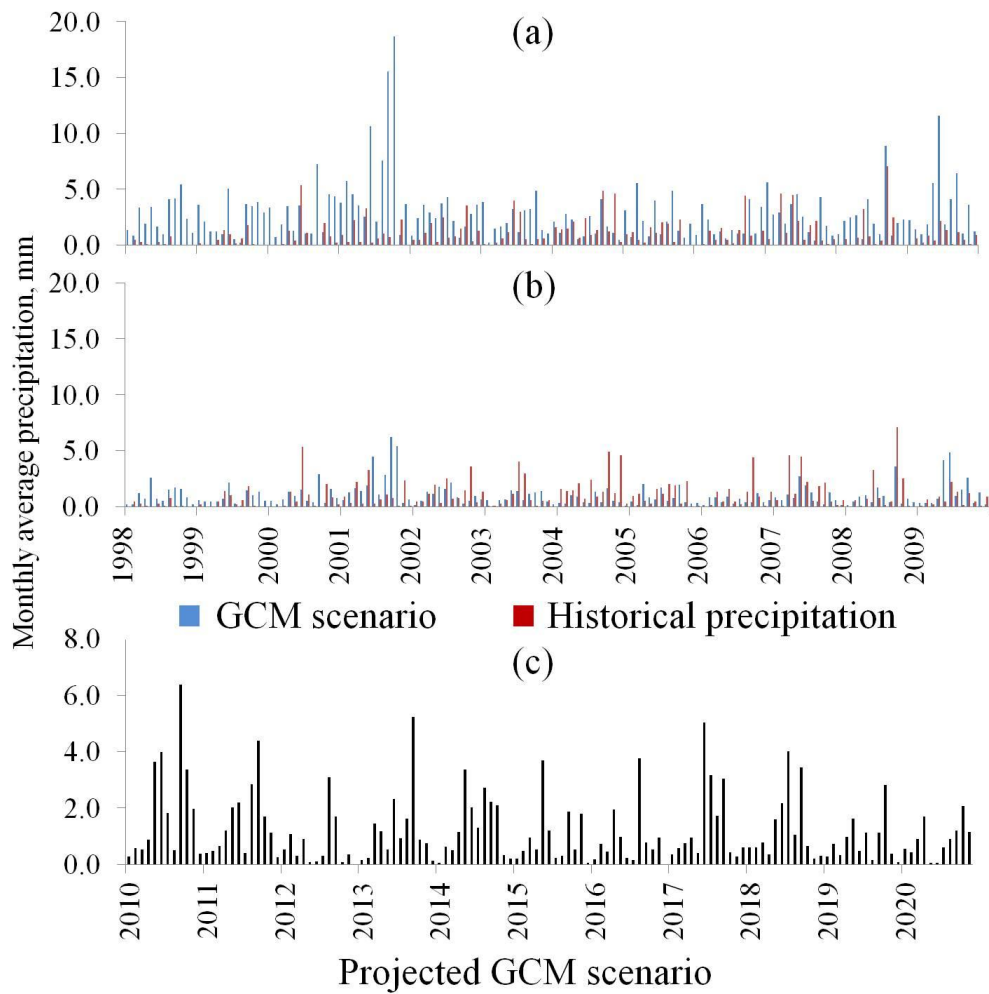 (a)
20.0
15.0
10.0
5.0
0.0
(b)
20.0
15.0
10.0
5.0
0.0
Monthly average precipitation, mm
1998 1999 2000 2001 2002 2003 2004 2005 2006 2007 2008 2009
GCM scenario Historical precipitation
(c)
8.0
6.0
4.0
2.0
0.0
2010 2011 2012 2013 2014 2015 2016 2017 2018 2019 2020
Projected GCM scenario